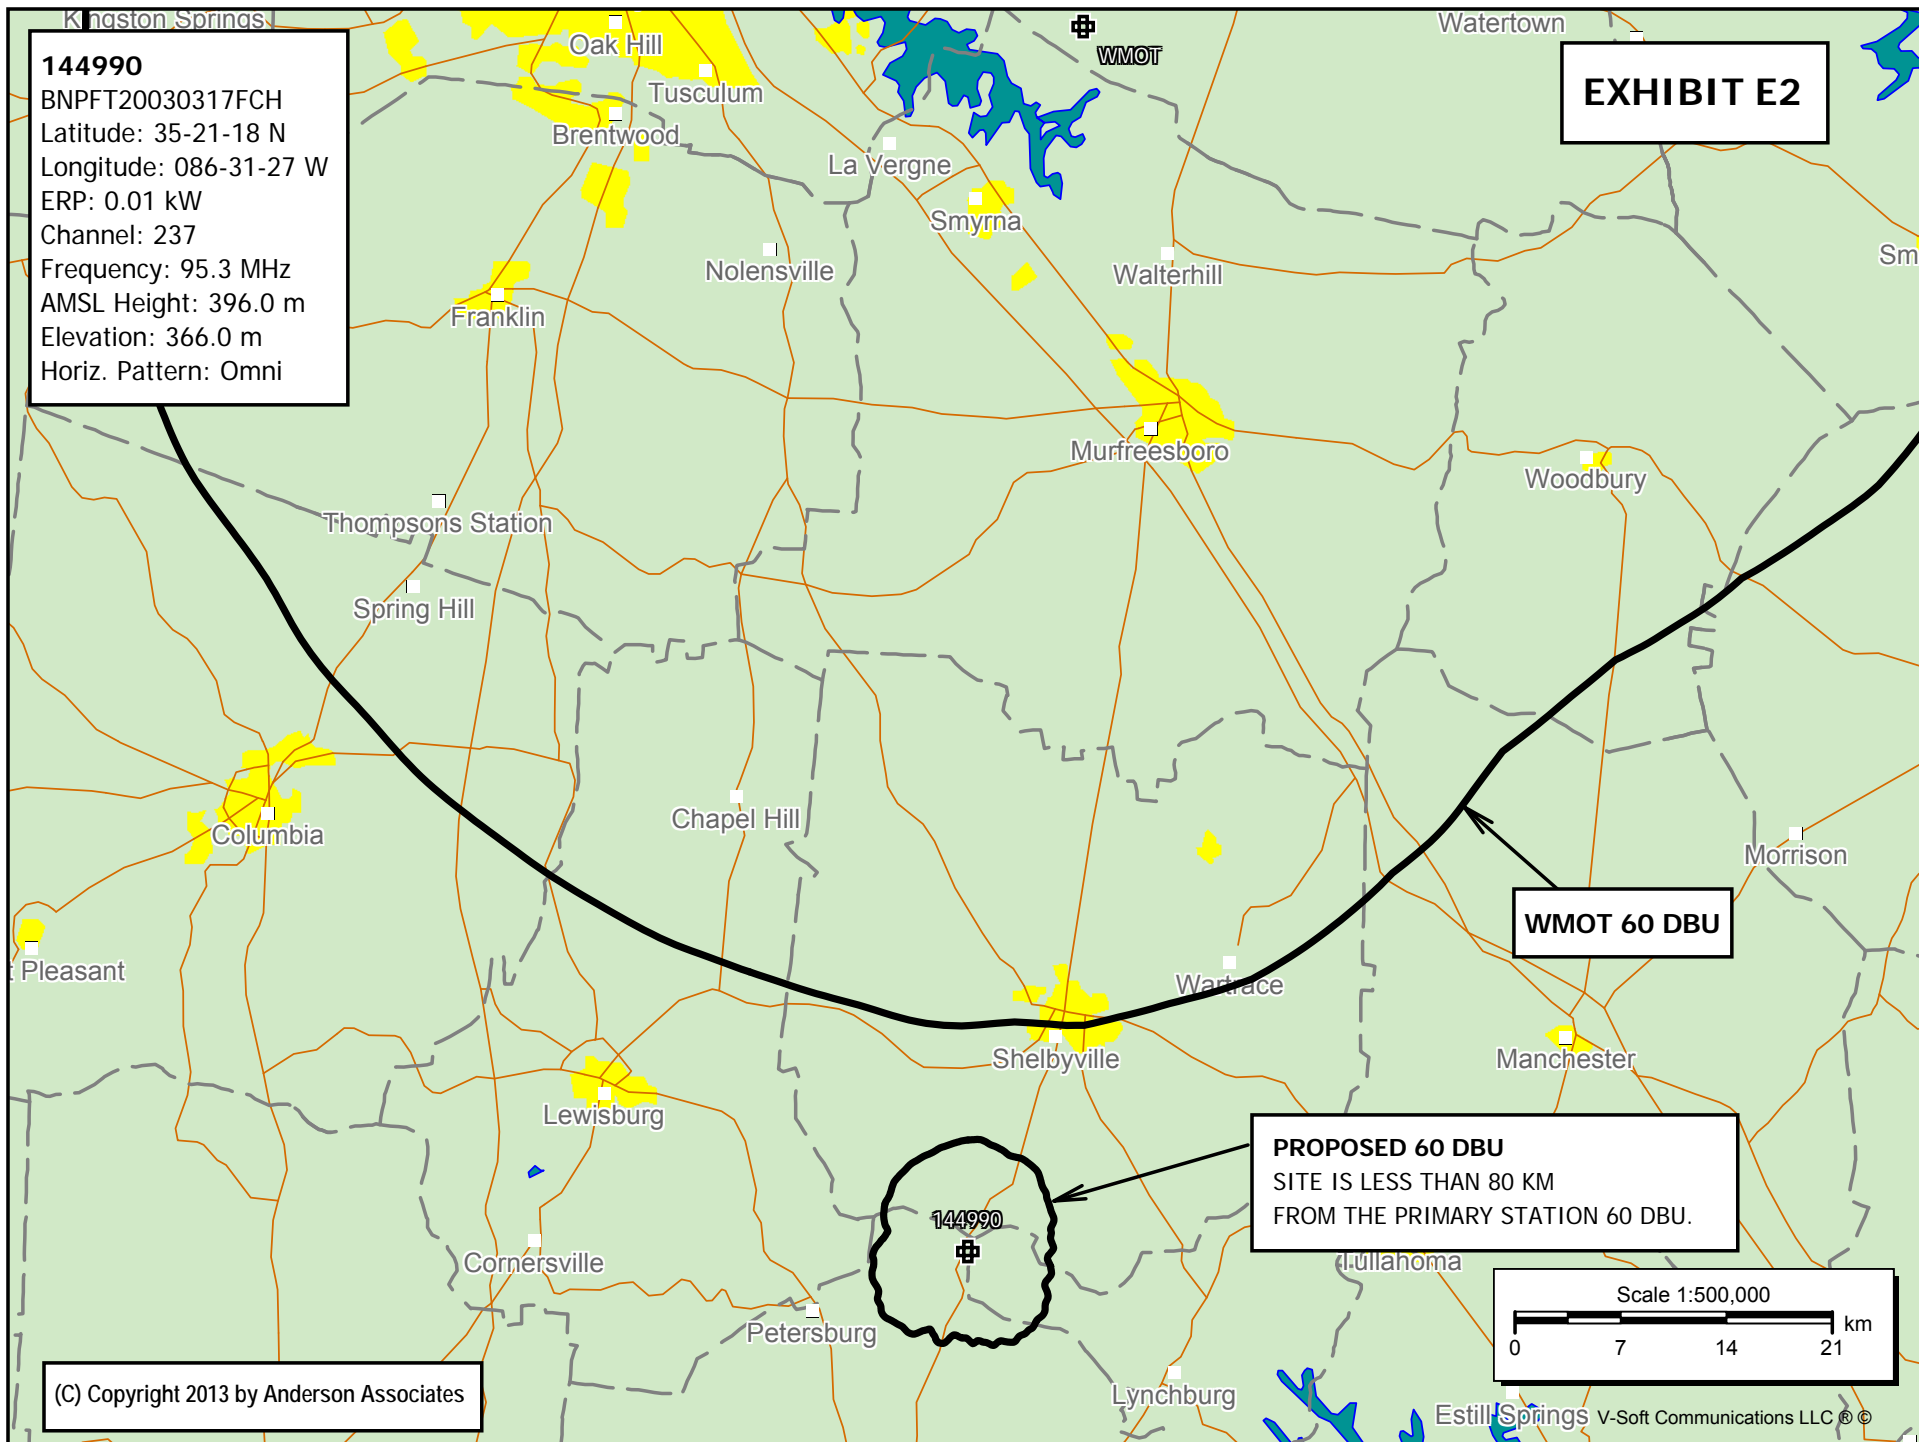 Kingston Springs
Oak Hill
WMOT
Watertown
144990
BNPFT20030317FCH
Latitude: 35-21-18 N
Longitude: 086-31-27 W
ERP: 0.01 kW
Channel: 237
Frequency: 95.3 MHz
AMSL Height: 396.0 m
Elevation: 366.0 m
Horiz. Pattern: Omni
EXHIBIT E2
Tusculum
Brentwood
La Vergne
Smyrna
Nolensville
Walterhill
Sm
Franklin
Murfreesboro
Woodbury
Thompsons Station
Spring Hill
Chapel Hill
Columbia
Morrison
WMOT 60 DBU
t Pleasant
Wartrace
Shelbyville
Manchester
Lewisburg
PROPOSED 60 DBU
SITE IS LESS THAN 80 KM
FROM THE PRIMARY STATION 60 DBU.
144990
Cornersville
Tullahoma
Petersburg
Scale 1:500,000
km
0 7 14 21
(C) Copyright 2013 by Anderson Associates
Lynchburg
Estill Springs
V-Soft Communications LLC ® ©